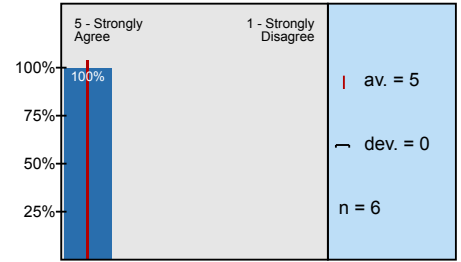 5 - Strongly
Agree
1 - Strongly
Disagree
100%
100%
75%
50%
25%
av. = 5
dev. = 0
n = 6